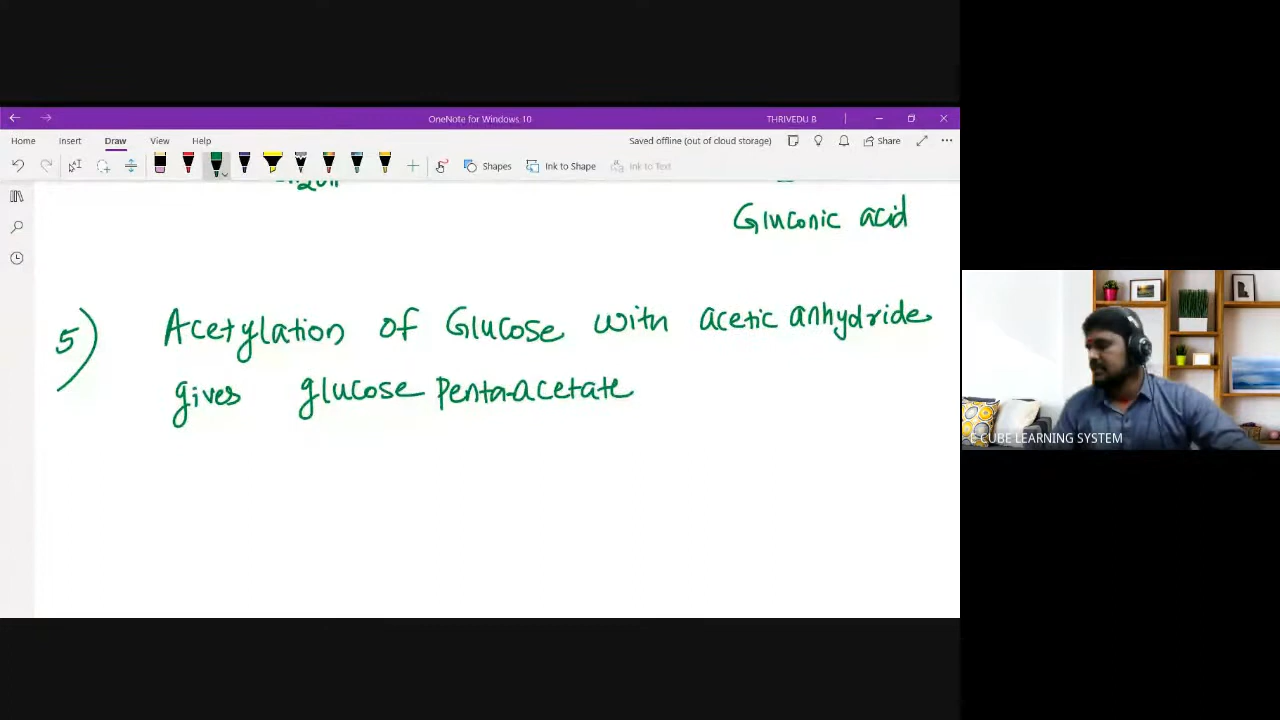 OneNote for Windows 10
THRIVEDU B
Home Insert Draw View Help
Saved offline (out of cloud storage)
Share
Shapes
Ink to Shape
Ink to Text
Gluconic acid
5) Acetylation of Glucose with acetic anhydride
gives glucose penta-acetate
E CUBE LEARNING SYSTEM